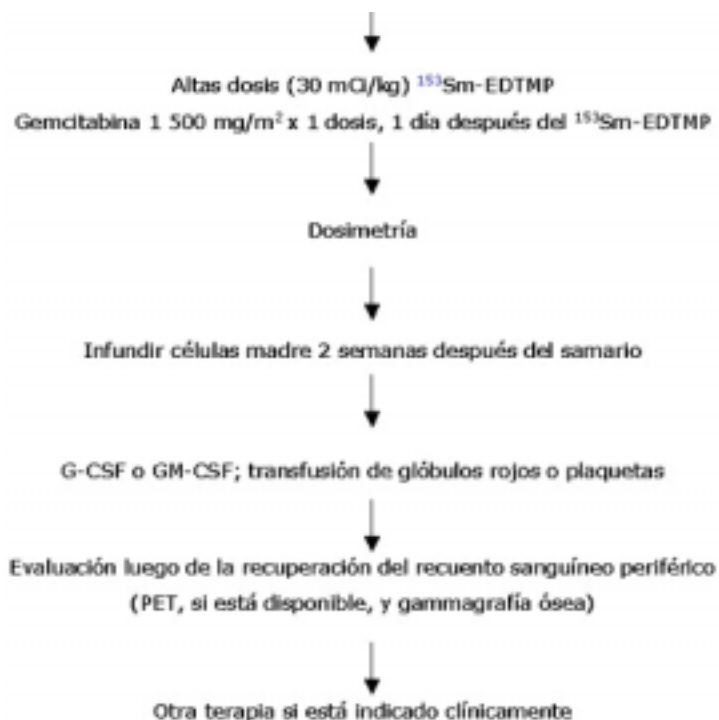 Altas dosis (30 mCi/kg) ¹⁵³Sm-EDTMP
Gemcitabina 1 500 mg/m² x 1 dosis, 1 día después del ¹⁵³Sm-EDTMP
Dosimetría
Infundir células madre 2 semanas después del samario
G-CSF o GM-CSF; transfusión de glóbulos rojos o plaquetas
Evaluación luego de la recuperación del recuento sanguíneo periférico
(PET, si está disponible, y gammagrafía ósea)
Otra terapia si está indicado clínicamente